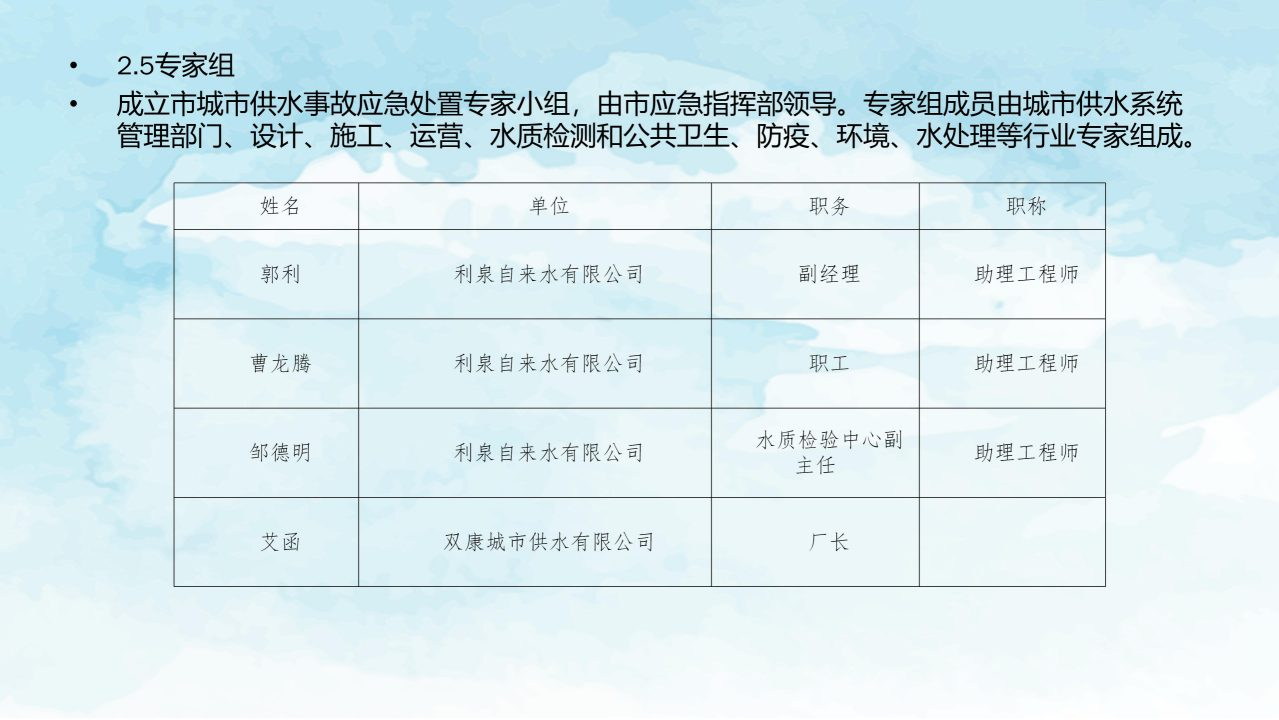 • 2.5专家组
• 成立市城市供水事故应急处置专家小组，由市应急指挥部领导。专家组成员由城市供水系统
管理部门、设计、施工、运营、水质检测和公共卫生、防疫、环境、水处理等行业专家组成。
姓名 单位 职务 职称
郭利 利泉自来水有限公司 副经理 助理工程师
曹龙腾 利泉自来水有限公司 职工 助理工程师
邹德明 利泉自来水有限公司 水质检验中心副
主任 助理工程师
艾函 双康城市供水有限公司 厂长